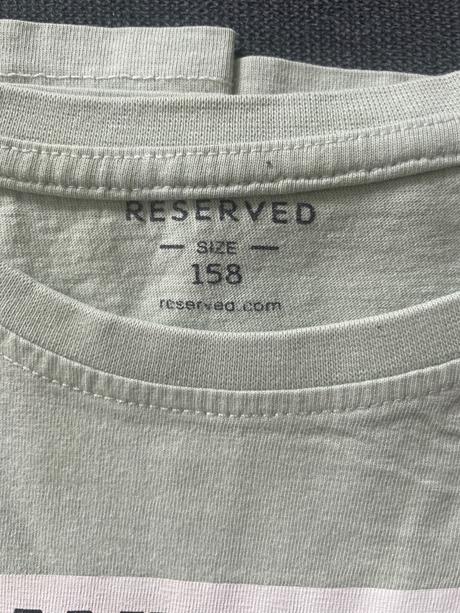 RESERVED
— SIZE —
158
reserved.com